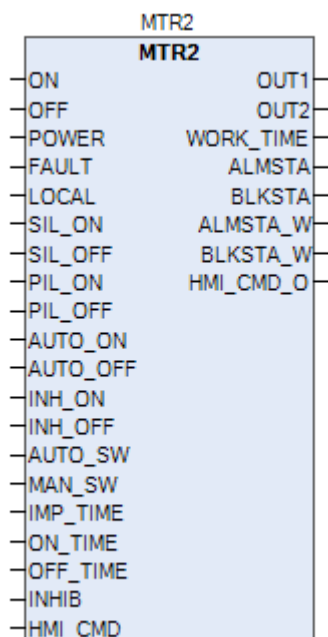 MTR2
MTR2
ON OUT1
OFF OUT2
POWER WORK_TIME
FAULT ALMSTA
LOCAL BLKSTA
SIL_ON ALMSTA_W
SIL_OFF BLKSTA_W
PIL_ON HMI_CMD_O
PIL_OFF
AUTO_ON
AUTO_OFF
INH_ON
INH_OFF
AUTO_SW
MAN_SW
IMP_TIME
ON_TIME
OFF_TIME
INHIB
HMI_CMD